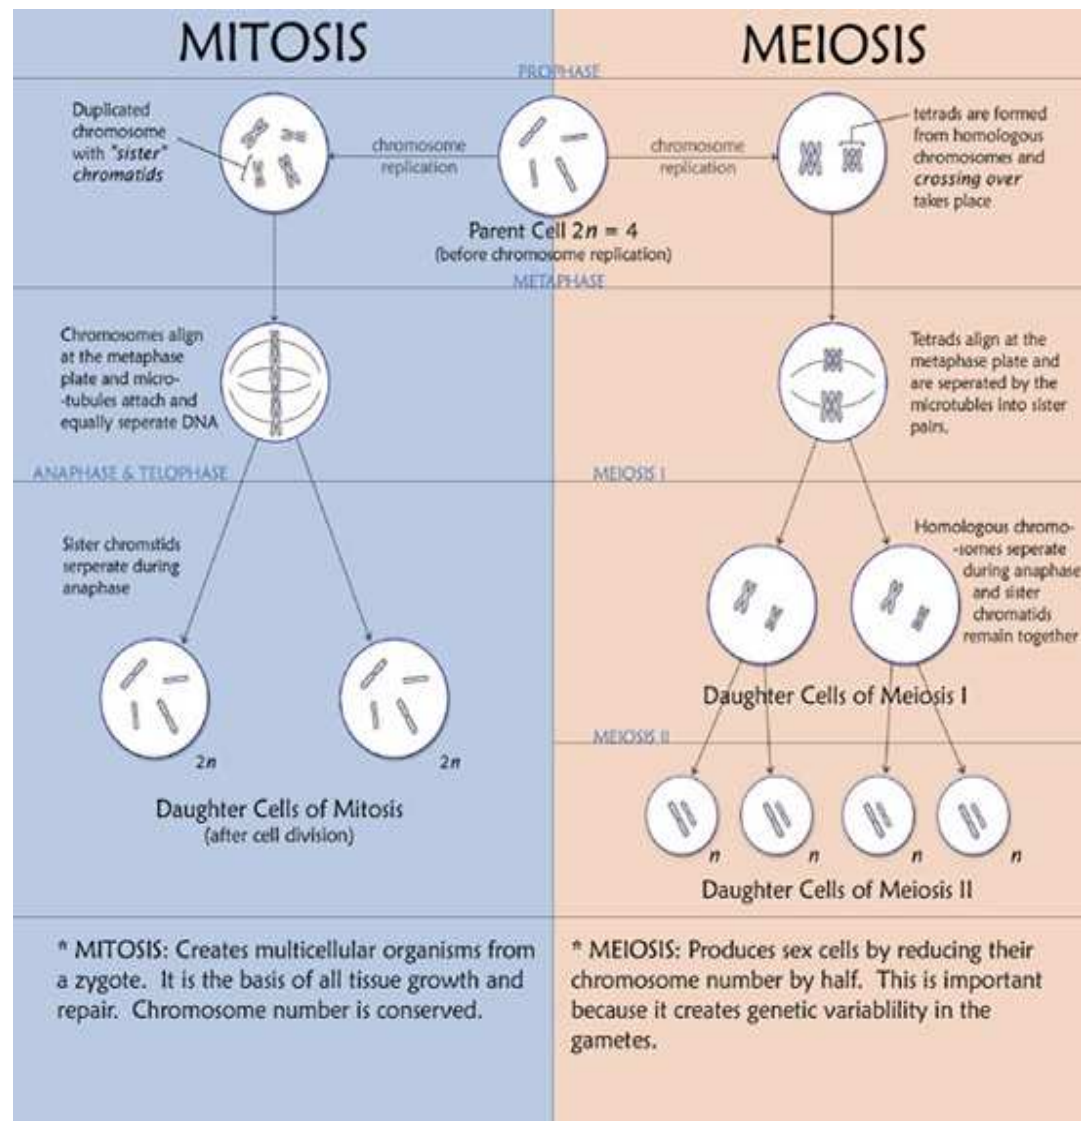 MITOSIS
MEIOSIS
PROPHASE
Duplicated
chromosome
with "sister"
chromatids
chromosome
replication
chromosome
replication
tetrads are formed
from homologous
chromosomes and
crossing over
takes place
Parent Cell 2n = 4
(before chromosome replication)
METAPHASE
Chromosomes align
at the metaphase
plate and micro-
-tubules attach and
equally seperate DNA
Tetrads align at the
metaphase plate and
are seperated by the
microtubles into sister
pairs.
ANAPHASE & TELOPHASE
MEIOSIS I
Sister chromstids
serperate during
anaphase
Homologous chromo-
-somes seperate
during anaphase
and sister
chromatids
remain together
Daughter Cells of Meiosis I
MEIOSIS II
2n
2n
Daughter Cells of Mitosis
(after cell division)
n
n
n
n
Daughter Cells of Meiosis II
* MITOSIS: Creates multicellular organisms from
a zygote. It is the basis of all tissue growth and
repair. Chromosome number is conserved.
* MEIOSIS: Produces sex cells by reducing their
chromosome number by half. This is important
because it creates genetic variablility in the
gametes.